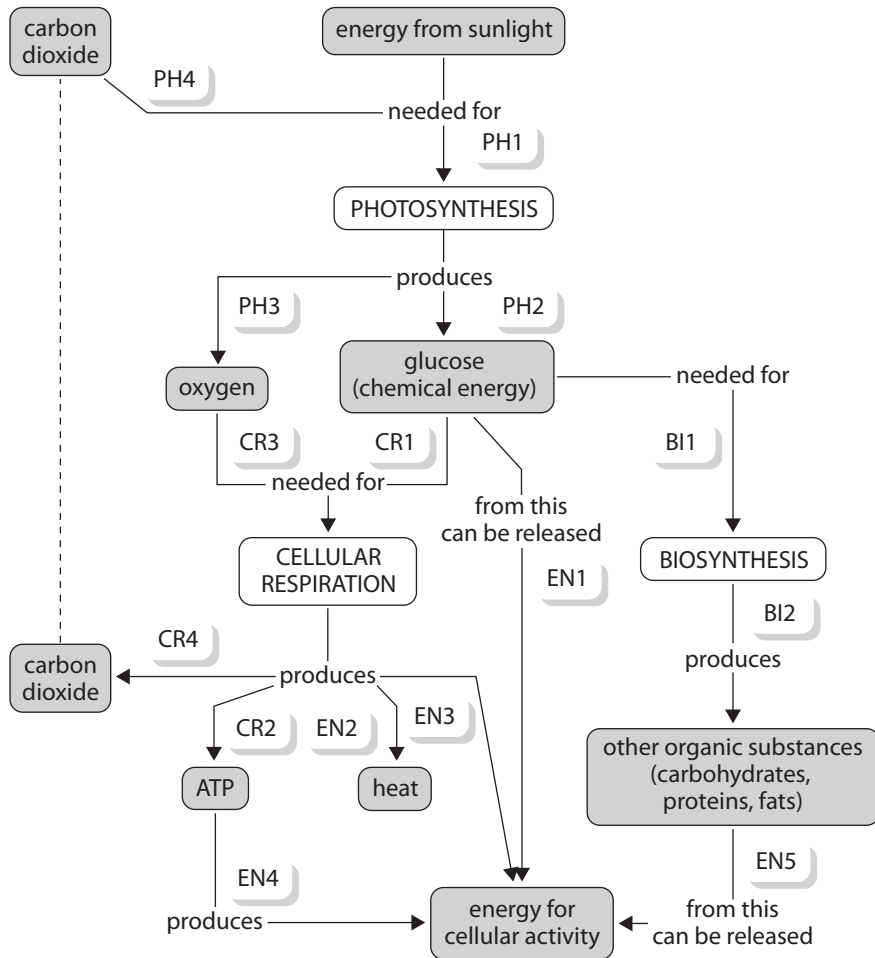 carbon
dioxide
energy from sunlight
PH4
needed for
PH1
PHOTOSYNTHESIS
produces
PH3
PH2
glucose
(chemical energy)
oxygen
needed for
CR3
CR1
BI1
needed for
from this
can be released
CELLULAR
RESPIRATION
BIOSYNTHESIS
EN1
BI2
CR4
carbon
dioxide
produces
produces
CR2
EN2
EN3
other organic substances
(carbohydrates,
proteins, fats)
ATP
heat
EN4
EN5
produces
energy for
cellular activity
from this
can be released